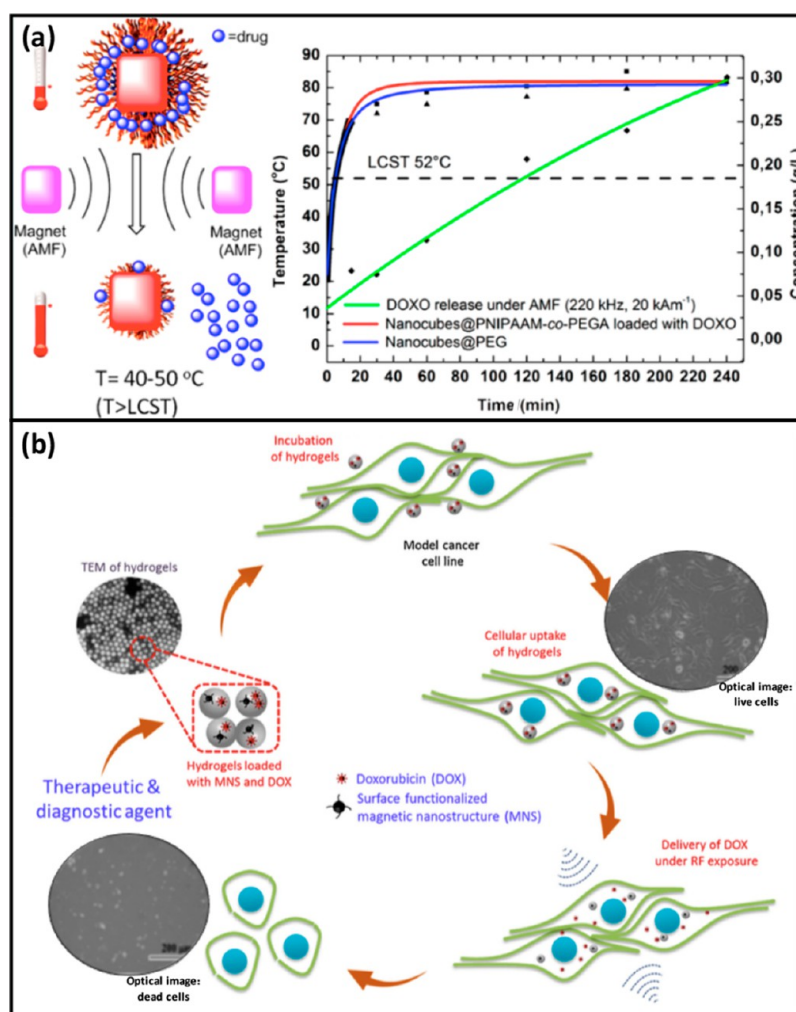 (a)
=drug
Magnet
(AMF)
Magnet
(AMF)
T= 40-50 °C
(T>LCST)
Temperature (°C)
90
85
80
70
60
50
40
30
20
10
0
LCST 52°C
DOXO release under AMF (220 kHz, 20 kAm⁻¹)
Nanocubes@PNIPAAM-co-PEGA loaded with DOXO
Nanocubes@PEG
0 20 40 60 80 100 120 140 160 180 200 220 240
Time (min)
0,30
0,25
0,20
0,15
0,10
0,05
0,00
Concentration (g/L)
(b)
Incubation
of hydrogels
Model cancer
cell line
TEM of hydrogels
Hydrogels loaded
with MNS and DOX
Cellular uptake
of hydrogels
200
Optical image:
live cells
Therapeutic &
diagnostic agent
Doxorubicin (DOX)
Surface functionalized
magnetic nanostructure (MNS)
Delivery of DOX
under RF exposure
200 µm
Optical image:
dead cells